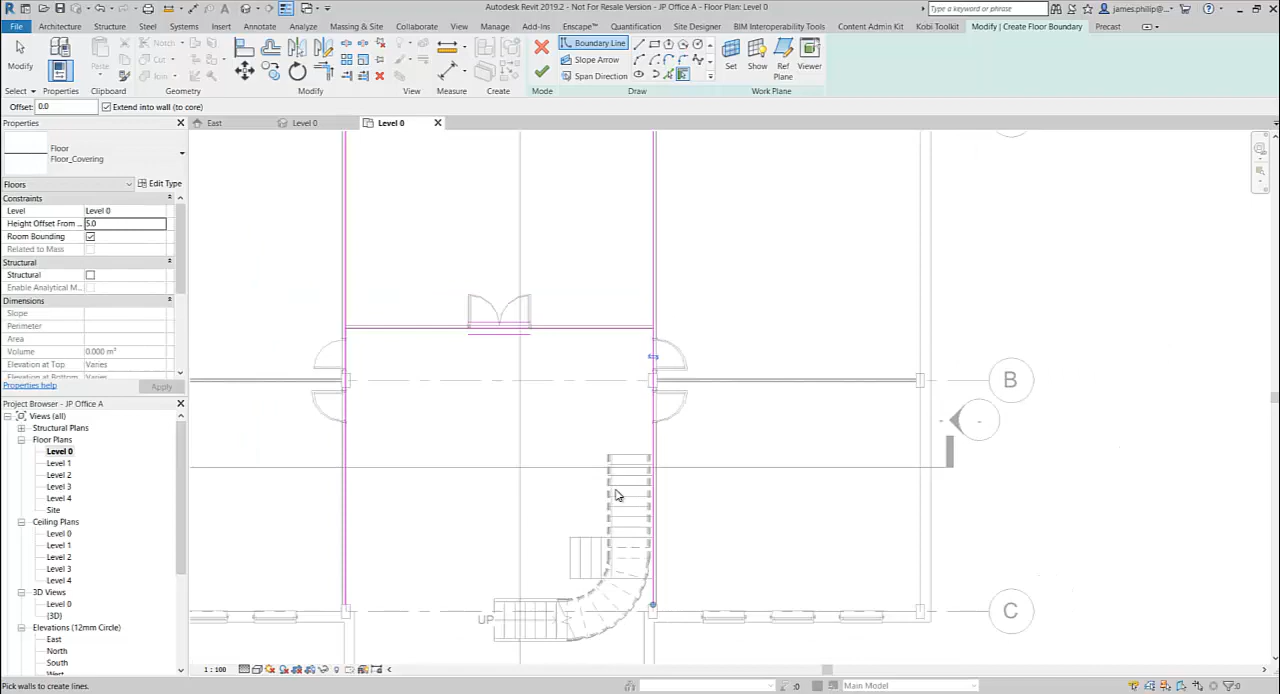 Autodesk Revit 2019.2 - Not For Resale Version - JP Office A - Floor Plan: Level 0
Type a keyword or phrase
james.philip@...
File Architecture Structure Steel Systems Insert Annotate Analyze Massing & Site Collaborate View Manage Add-Ins Enscape™ Quantification Site Designer BIM Interoperability Tools Content Admin Kit Kobi Toolkit Modify | Create Floor Boundary Precast
Modify
Paste
Notch
Cut
Join
Boundary Line
Slope Arrow
Span Direction
Set Show Ref Plane Viewer
Select Properties Clipboard Geometry Modify View Measure Create Mode Draw Work Plane
Offset: 0.0 Extend into wall (to core)
Properties
East
Level 0
Level 0
Floor
Floor_Covering
Floors Edit Type
Constraints
Level Level 0
Height Offset From ... 5.0
Room Bounding
Related to Mass
Structural
Structural
Enable Analytical M...
Dimensions
Slope
Perimeter
Area
Volume 0.000 m³
Elevation at Top Varies
Elevation at Bottom Varies
Properties help Apply
Project Browser - JP Office A
Views (all)
Structural Plans
Floor Plans
Level 0
Level 1
Level 2
Level 3
Level 4
Site
Ceiling Plans
Level 0
Level 1
Level 2
Level 3
Level 4
3D Views
Level 0
(3D)
Elevations (12mm Circle)
East
North
South
West
B
C
UP
1 : 100
Pick walls to create lines.
:0
Main Model
:0